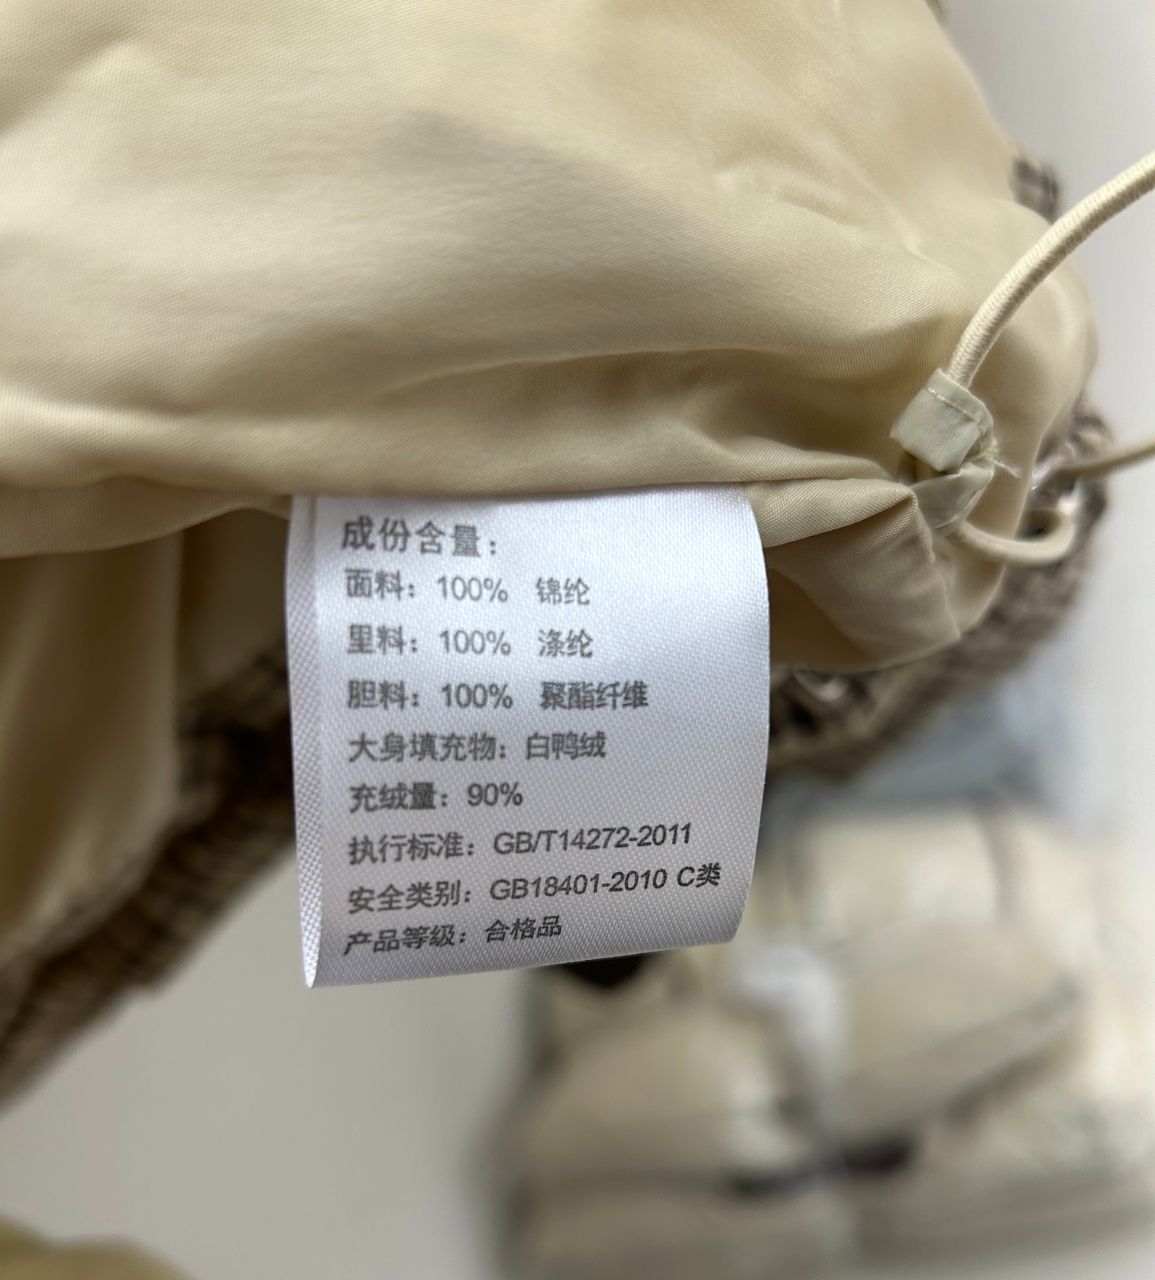 成份含量：
面料：100% 锦纶
里料：100% 涤纶
胆料：100% 聚酯纤维
大身填充物：白鸭绒
充绒量：90%
执行标准：GB/T14272-2011
安全类别：GB18401-2010 C类
产品等级：合格品